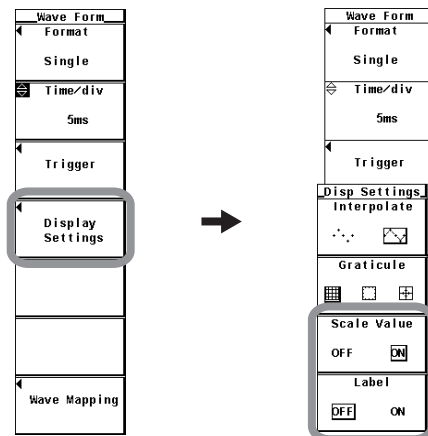 Wave Form
Format
Single
Time/div
5ms
Trigger
Display
Settings
Wave Mapping
Wave Form
Format
Single
Time/div
5ms
Trigger
Disp Settings
Interpolate
Graticule
Scale Value
OFF ON
Label
OFF ON